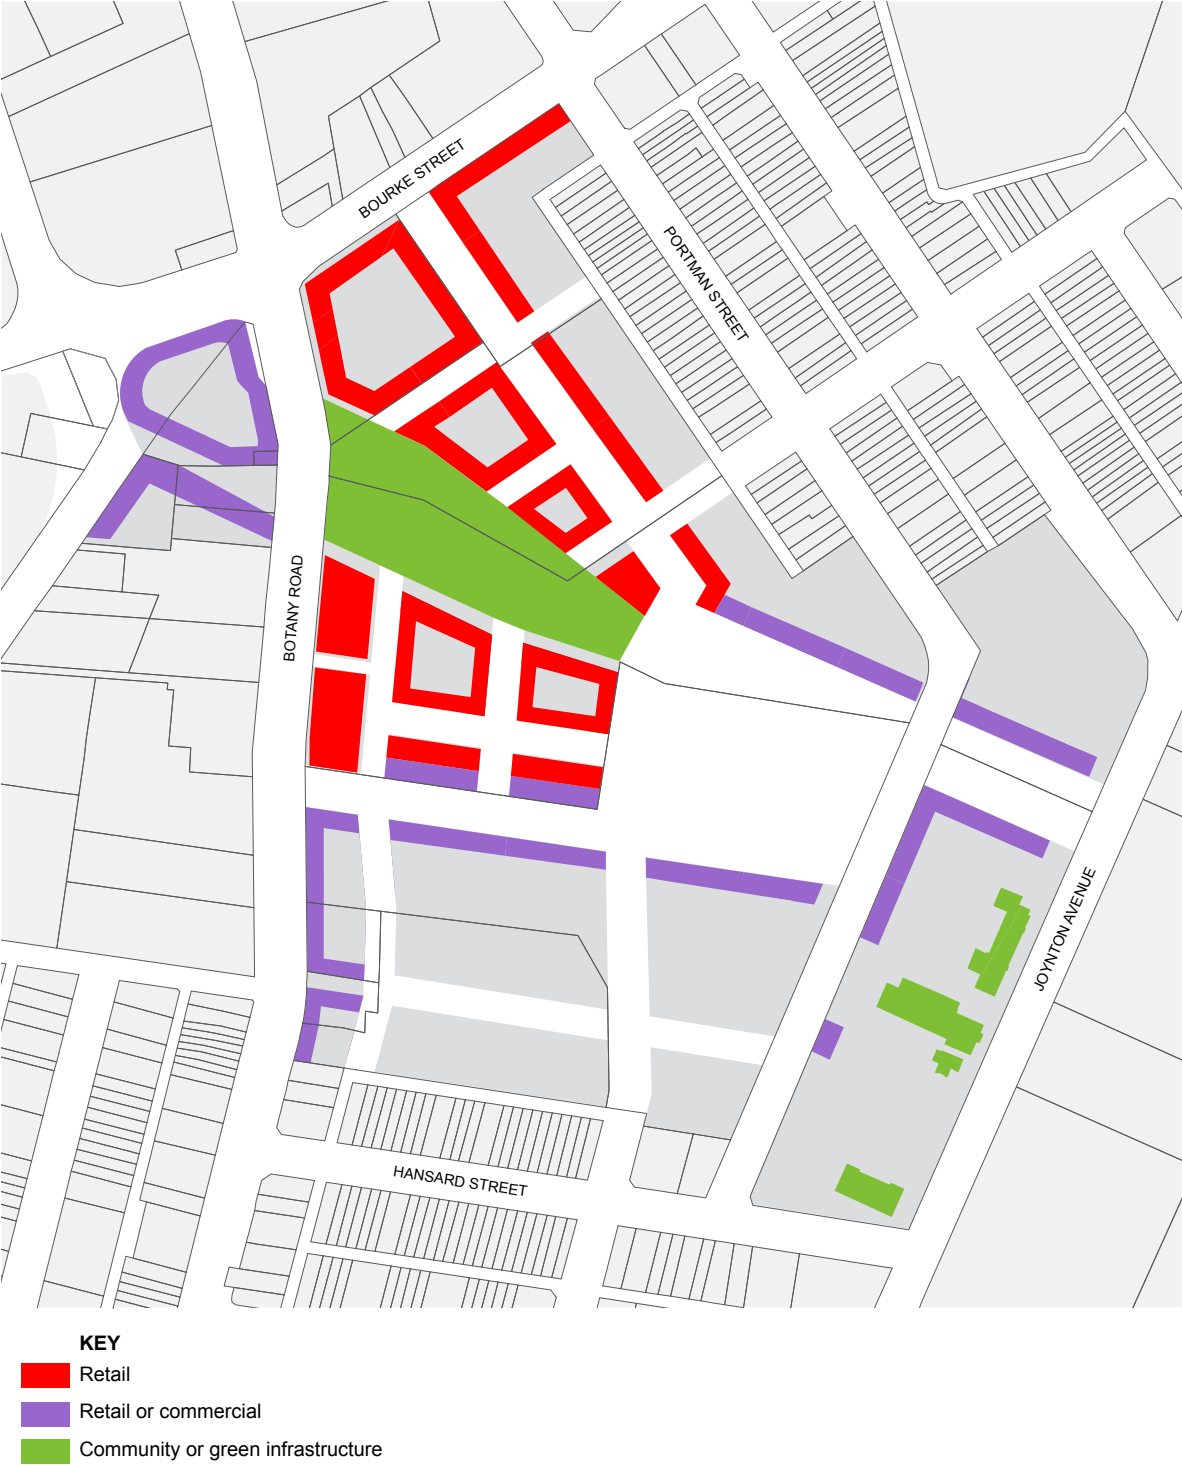 BOURKE STREET
PORTMAN STREET
BOTANY ROAD
JOYNTON AVENUE
HANSARD STREET
KEY
Retail
Retail or commercial
Community or green infrastructure